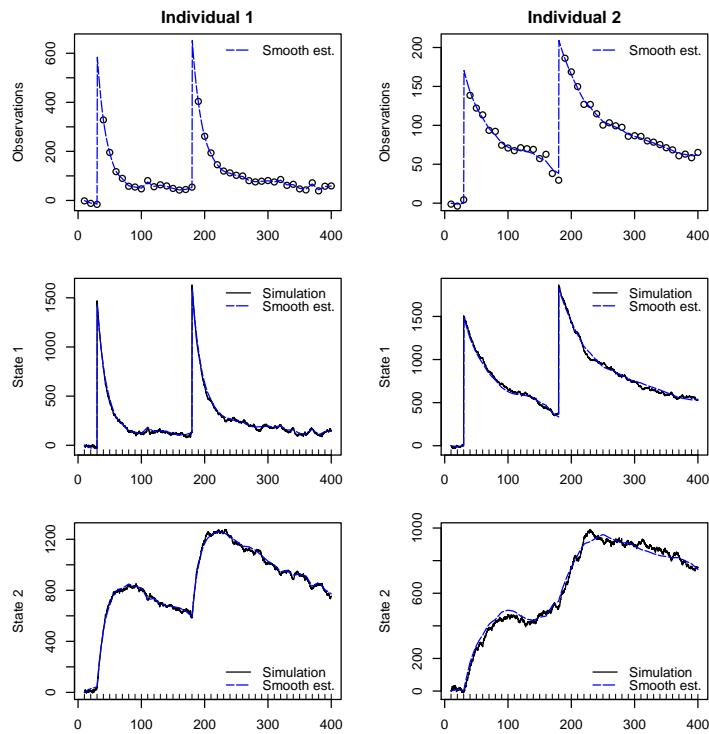 Individual 1
Individual 2
Observations
0
200
400
600
Smooth est.
0 100 200 300 400
Observations
0
50
100
150
200
Smooth est.
0 100 200 300 400
State 1
0
500
1000
1500
Simulation
Smooth est.
0 100 200 300 400
State 1
0
500
1000
1500
Simulation
Smooth est.
0 100 200 300 400
State 2
0
400
800
1200
Simulation
Smooth est.
0 100 200 300 400
State 2
0
200
400
600
1000
Simulation
Smooth est.
0 100 200 300 400